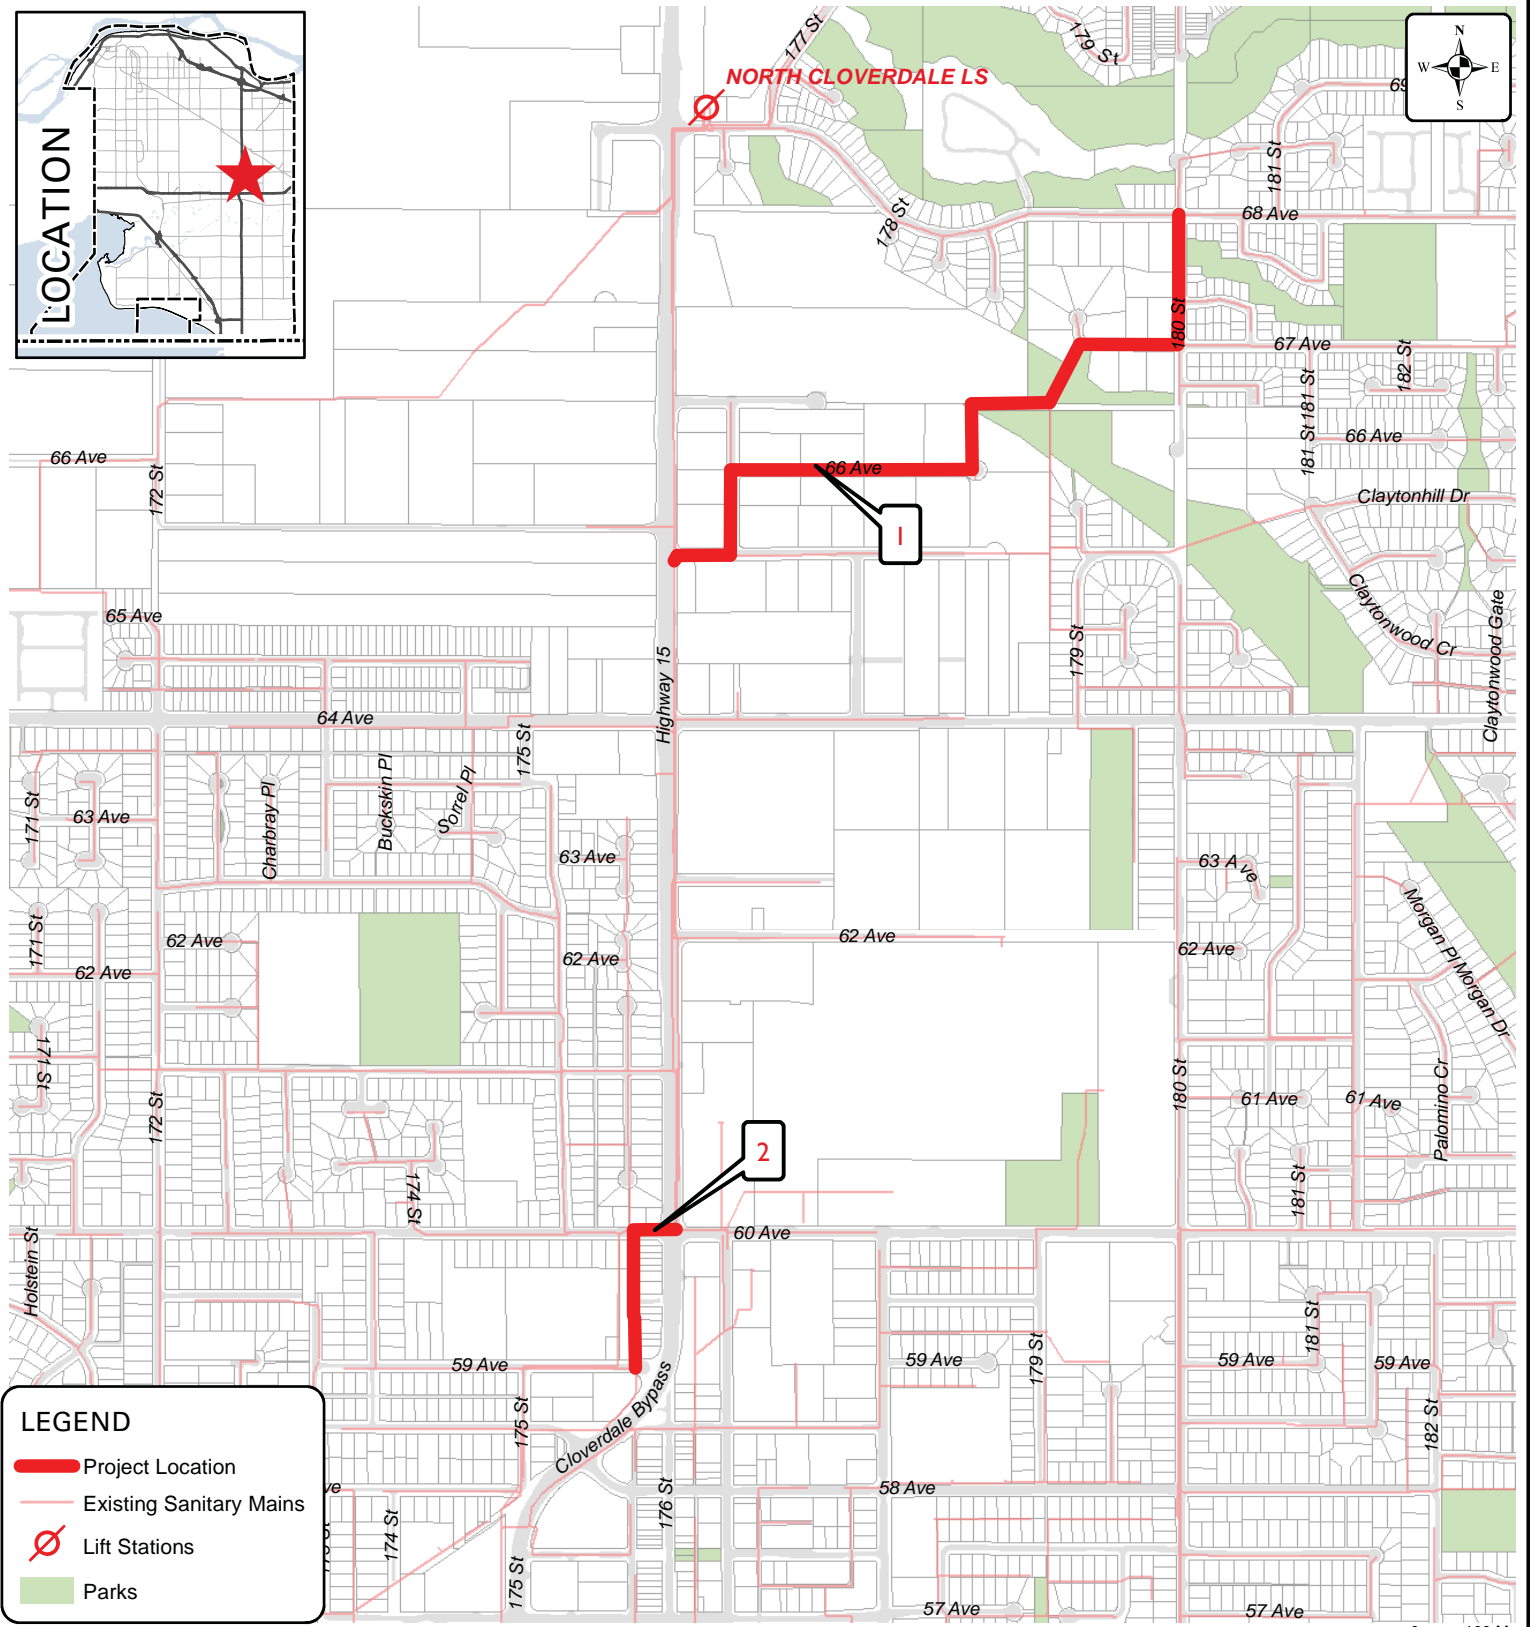 LOCATION
N
W
E
S
177 St
179 St
NORTH CLOVERDALE LS
69
181 St
178 St
68 Ave
180 St
67 Ave
182 St
181 St
66 Ave
66 Ave
66 Ave
181 St
172 St
Claytonhill Dr
1
65 Ave
Claytonwood Cr
Claytonwood Gate
179 St
Highway 15
64 Ave
175 St
171 St
63 Ave
Charbray Pl
Buckskin Pl
Sorrel Pl
63 Ave
63 Ave
171 St
62 Ave
62 Ave
62 Ave
62 Ave
62 Ave
Morgan Pl
Morgan Dr
171 St
172 St
180 St
61 Ave
61 Ave
Palomino Cr
2
174 St
181 St
60 Ave
Holstein St
59 Ave
59 Ave
179 St
181 St
59 Ave
59 Ave
Cloverdale Bypass
175 St
182 St
176 St
58 Ave
ve
174 St
175 St
57 Ave
57 Ave
LEGEND
Project Location
Existing Sanitary Mains
Lift Stations
Parks